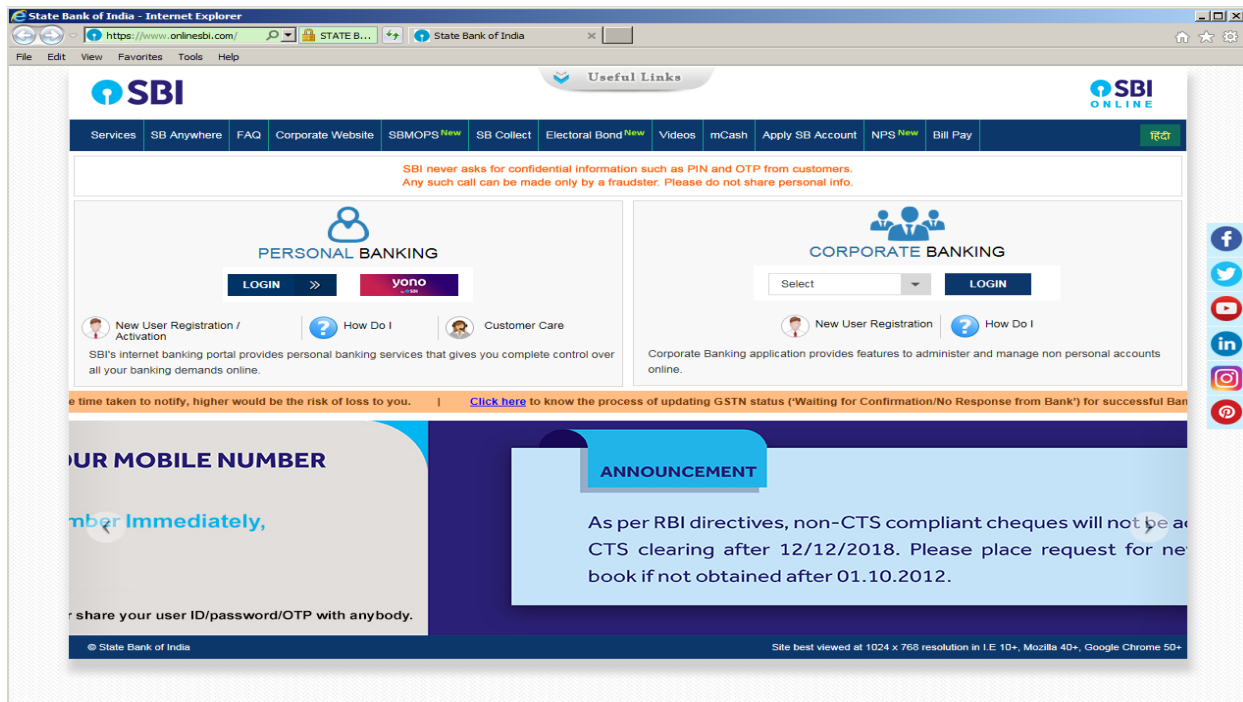 State Bank of India - Internet Explorer
https://www.onlinesbi.com/ STATE B... State Bank of India
File Edit View Favorites Tools Help
Useful Links
SBI
SBI
ONLINE
Services SB Anywhere FAQ Corporate Website SBMOPS New SB Collect Electoral Bond New Videos mCash Apply SB Account NPS New Bill Pay हिंदी
SBI never asks for confidential information such as PIN and OTP from customers.
Any such call can be made only by a fraudster. Please do not share personal info.
PERSONAL BANKING
LOGIN »
yono
by SBI
New User Registration /
Activation
How Do I
Customer Care
SBI's internet banking portal provides personal banking services that gives you complete control over
all your banking demands online.
CORPORATE BANKING
Select
LOGIN
New User Registration
How Do I
Corporate Banking application provides features to administer and manage non personal accounts
online.
e time taken to notify, higher would be the risk of loss to you. | Click here to know the process of updating GSTN status ('Waiting for Confirmation/No Response from Bank') for successful Ban
OUR MOBILE NUMBER
mber Immediately,
r share your user ID/password/OTP with anybody.
ANNOUNCEMENT
As per RBI directives, non-CTS compliant cheques will not be a
CTS clearing after 12/12/2018. Please place request for ne
book if not obtained after 01.10.2012.
© State Bank of India
Site best viewed at 1024 x 768 resolution in I.E 10+, Mozilla 40+, Google Chrome 50+